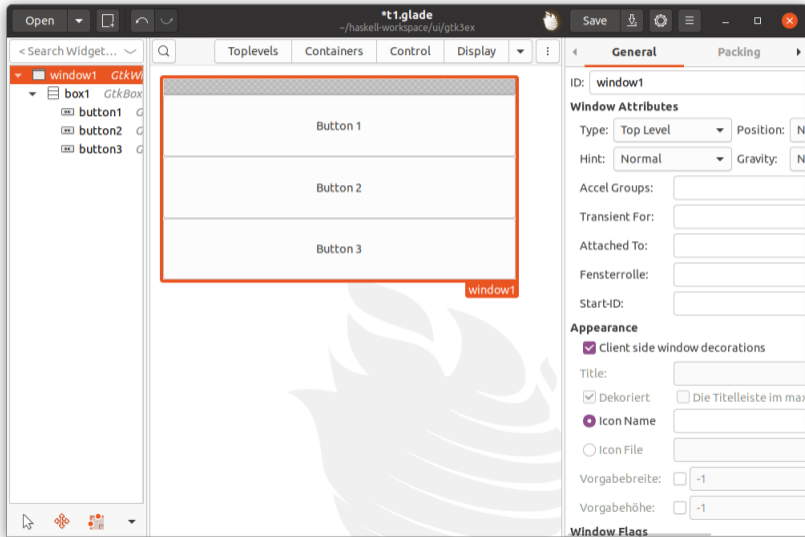 Open
*t1.glade
~/haskell-workspace/ui/gtk3ex
Save
< Search Widget...
Toplevels Containers Control Display
General Packing
window1 GtkWi
box1 GtkBox
button1 G
button2 G
button3 G
Button 1
Button 2
Button 3
window1
ID: window1
Window Attributes
Type: Top Level Position: N
Hint: Normal Gravity: N
Accel Groups:
Transient For:
Attached To:
Fensterrolle:
Start-ID:
Appearance
Client side window decorations
Title:
Dekoriert Die Titelleiste im max
Icon Name
Icon File
Vorgabebreite: -1
Vorgabehöhe: -1
Window Flags